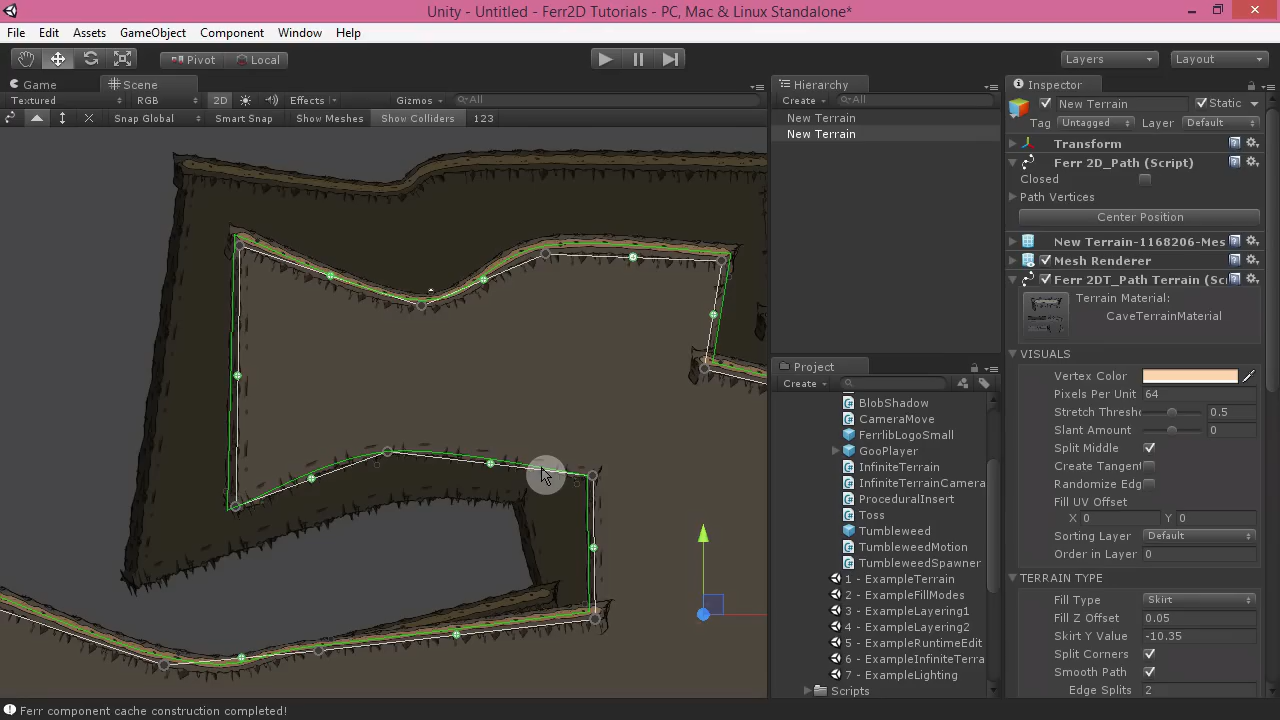 Unity - Untitled - Ferr2D Tutorials - PC, Mac & Linux Standalone*
File Edit Assets GameObject Component Window Help
Pivot Local Layers Layout
Game Scene
Textured RGB 2D Effects Gizmos All
Snap Global Smart Snap Show Meshes Show Colliders 123
Hierarchy
Create All
New Terrain
New Terrain
Project
Create
BlobShadow
CameraMove
FerrlibLogoSmall
GooPlayer
InfiniteTerrain
InfiniteTerrainCamera
ProceduralInsert
Toss
Tumbleweed
TumbleweedMotion
TumbleweedSpawner
1 - ExampleTerrain
2 - ExampleFillModes
3 - ExampleLayering1
4 - ExampleLayering2
5 - ExampleRuntimeEdit
6 - ExampleInfiniteTerra
7 - ExampleLighting
Scripts
Inspector
New Terrain Static
Tag Untagged Layer Default
Transform
Ferr 2D_Path (Script)
Closed
Path Vertices
Center Position
New Terrain-1168206-Mes
Mesh Renderer
Ferr 2DT_Path Terrain (Scr
Terrain Material:
CaveTerrainMaterial
VISUALS
Vertex Color
Pixels Per Unit 64
Stretch Thresho 0.5
Slant Amount 0
Split Middle
Create Tangent
Randomize Edg
Fill UV Offset
X 0 Y 0
Sorting Layer Default
Order in Layer 0
TERRAIN TYPE
Fill Type Skirt
Fill Z Offset 0.05
Skirt Y Value -10.35
Split Corners
Smooth Path
Edge Splits 2
Ferr component cache construction completed!